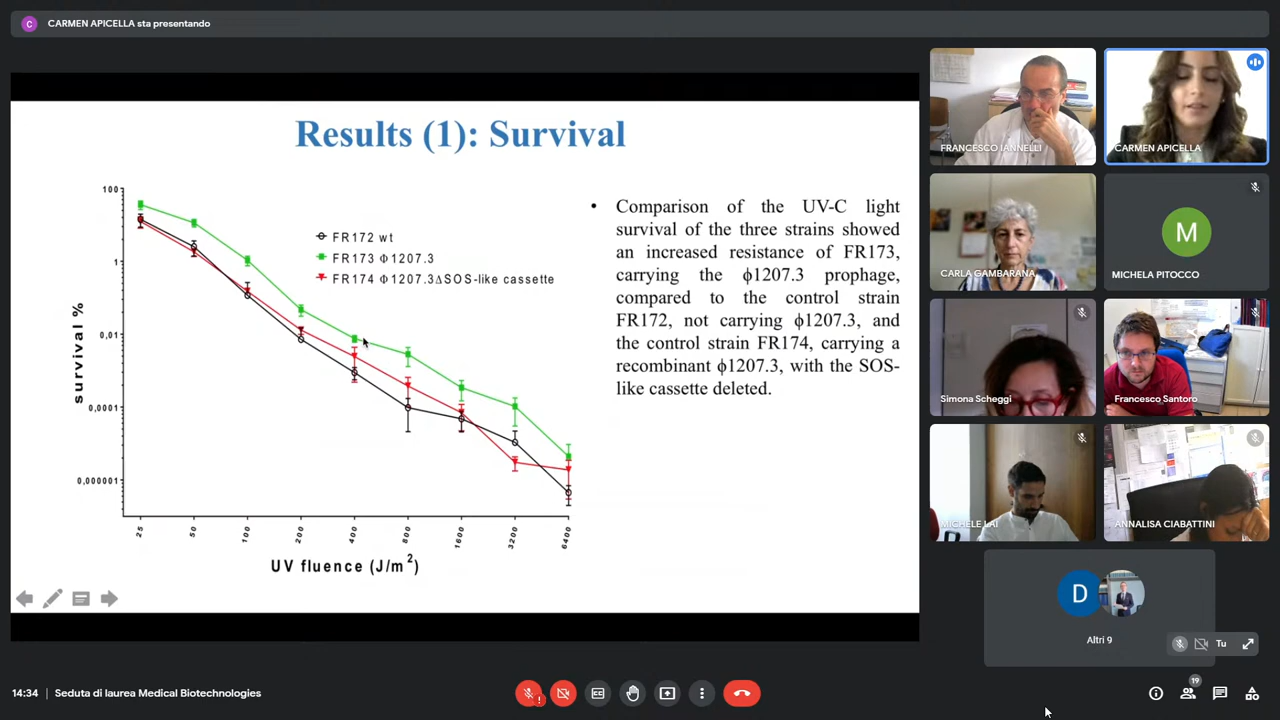 C
CARMEN APICELLA sta presentando
Results (1): Survival
100
1
0,01
0,0001
0,000001
survival %
FR172 wt
FR173 Φ1207.3
FR174 Φ1207.3ΔSOS-like cassette
25
50
100
200
400
800
1600
3200
6400
UV fluence (J/m²)
• Comparison of the UV-C light
survival of the three strains showed
an increased resistance of FR173,
carrying the ϕ1207.3 prophage,
compared to the control strain
FR172, not carrying ϕ1207.3, and
the control strain FR174, carrying a
recombinant ϕ1207.3, with the SOS-
like cassette deleted.
FRANCESCO IANNELLI
CARMEN APICELLA
CARLA GAMBARANA
M
MICHELA PITOCCO
Simona Scheggi
Francesco Santoro
MICHELE LAI
ANNALISA CIABATTINI
D
Altri 9
Tu
14:34
Seduta di laurea Medical Biotechnologies
19